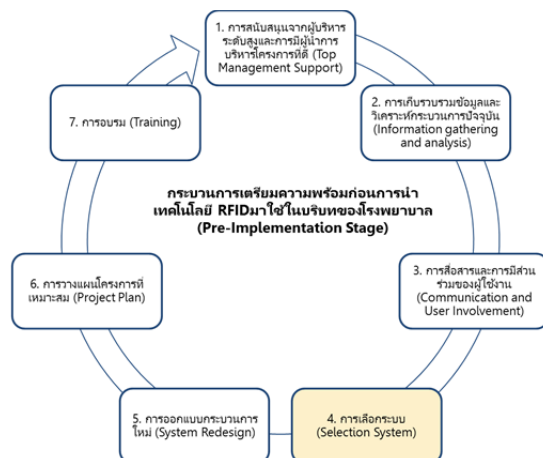 1. การสนับสนุนจากผู้บริหาร
ระดับสูงและการมีผู้นำการ
บริหารโครงการที่ดี (Top
Management Support)
2. การเก็บรวบรวมข้อมูลและ
วิเคราะห์กระบวนการปัจจุบัน
(Information gathering
and analysis)
3. การสื่อสารและการมีส่วน
ร่วมของผู้ใช้งาน
(Communication and
User Involvement)
4. การเลือกระบบ
(Selection System)
5. การออกแบบกระบวนการ
ใหม่ (System Redesign)
6. การวางแผนโครงการที่
เหมาะสม (Project Plan)
7. การอบรม (Training)
กระบวนการเตรียมความพร้อมก่อนการนำ
เทคโนโลยี RFIDมาใช้ในบริบทของโรงพยาบาล
(Pre-Implementation Stage)